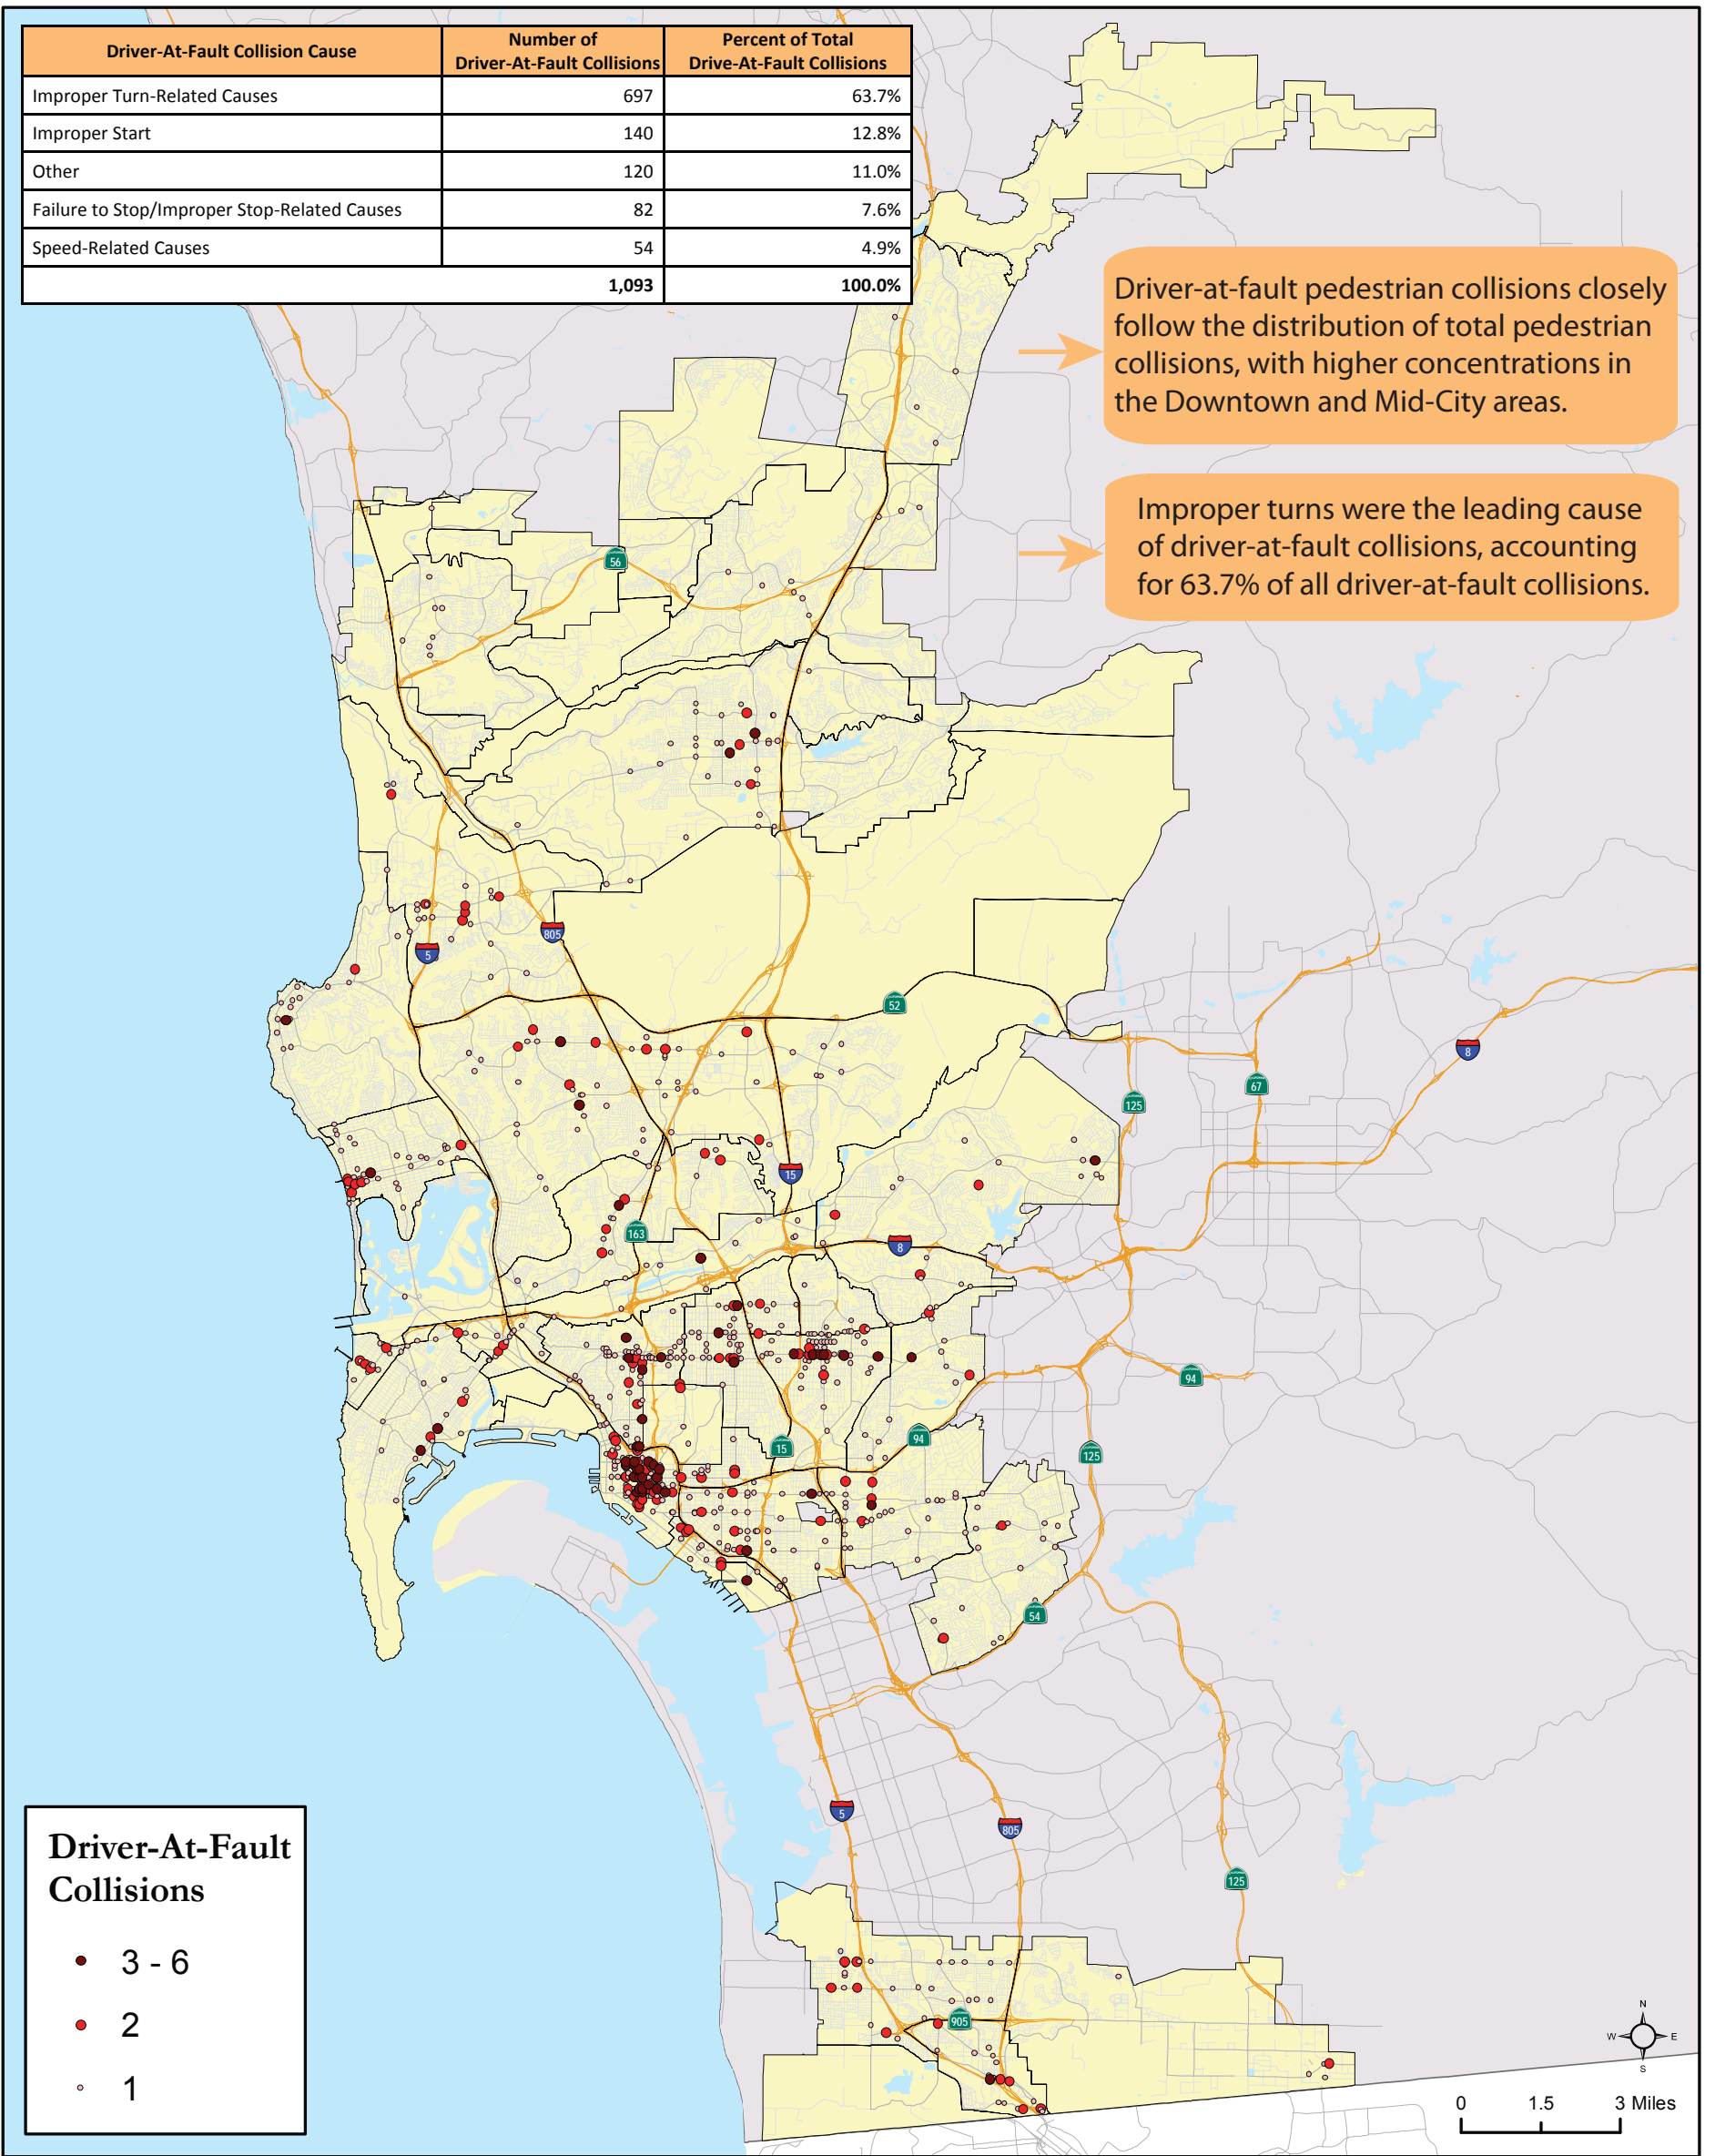 Driver-At-Fault Collision Cause
Number of
Driver-At-Fault Collisions
Percent of Total
Drive-At-Fault Collisions
Improper Turn-Related Causes 697 63.7%
Improper Start 140 12.8%
Other 120 11.0%
Failure to Stop/Improper Stop-Related Causes 82 7.6%
Speed-Related Causes 54 4.9%
1,093 100.0%
Driver-at-fault pedestrian collisions closely
follow the distribution of total pedestrian
collisions, with higher concentrations in
the Downtown and Mid-City areas.
Improper turns were the leading cause
of driver-at-fault collisions, accounting
for 63.7% of all driver-at-fault collisions.
56
805
5
52
8
67
125
15
163
8
94
94
15
125
54
5
805
125
905
Driver-At-Fault
Collisions
3 - 6
2
1
N
W E
S
0 1.5 3 Miles